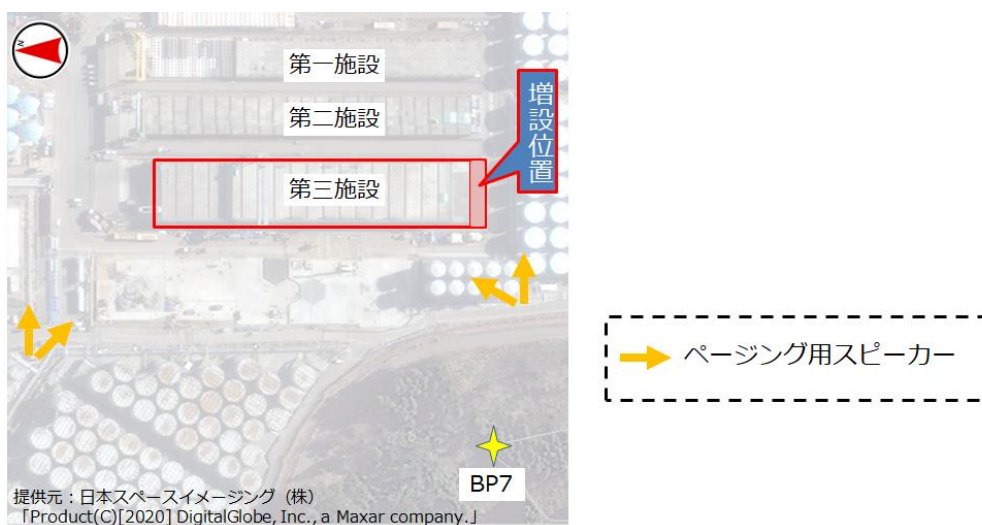 N
第一施設
第二施設
第三施設
増設位置
ページング用スピーカー
BP7
提供元：日本スペースイメージング（株）
「Product(C)[2020] DigitalGlobe, Inc., a Maxar company.」